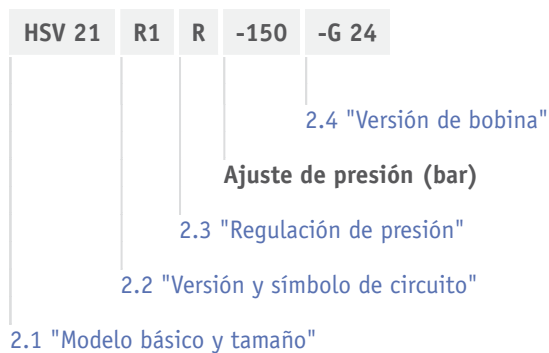 HSV 21 R1 R -150 -G 24
2.4 "Versión de bobina"
Ajuste de presión (bar)
2.3 "Regulación de presión"
2.2 "Versión y símbolo de circuito"
2.1 "Modelo básico y tamaño"